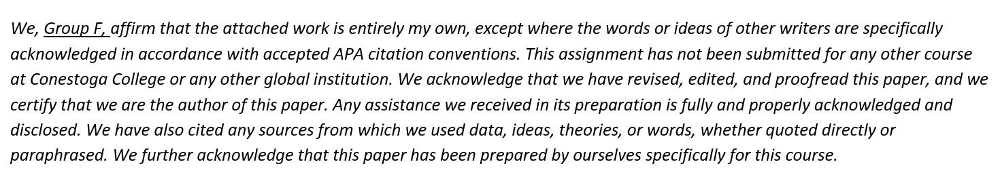 We, Group F, affirm that the attached work is entirely my own, except where the words or ideas of other writers are specifically
acknowledged in accordance with accepted APA citation conventions. This assignment has not been submitted for any other course
at Conestoga College or any other global institution. We acknowledge that we have revised, edited, and proofread this paper, and we
certify that we are the author of this paper. Any assistance we received in its preparation is fully and properly acknowledged and
disclosed. We have also cited any sources from which we used data, ideas, theories, or words, whether quoted directly or
paraphrased. We further acknowledge that this paper has been prepared by ourselves specifically for this course.